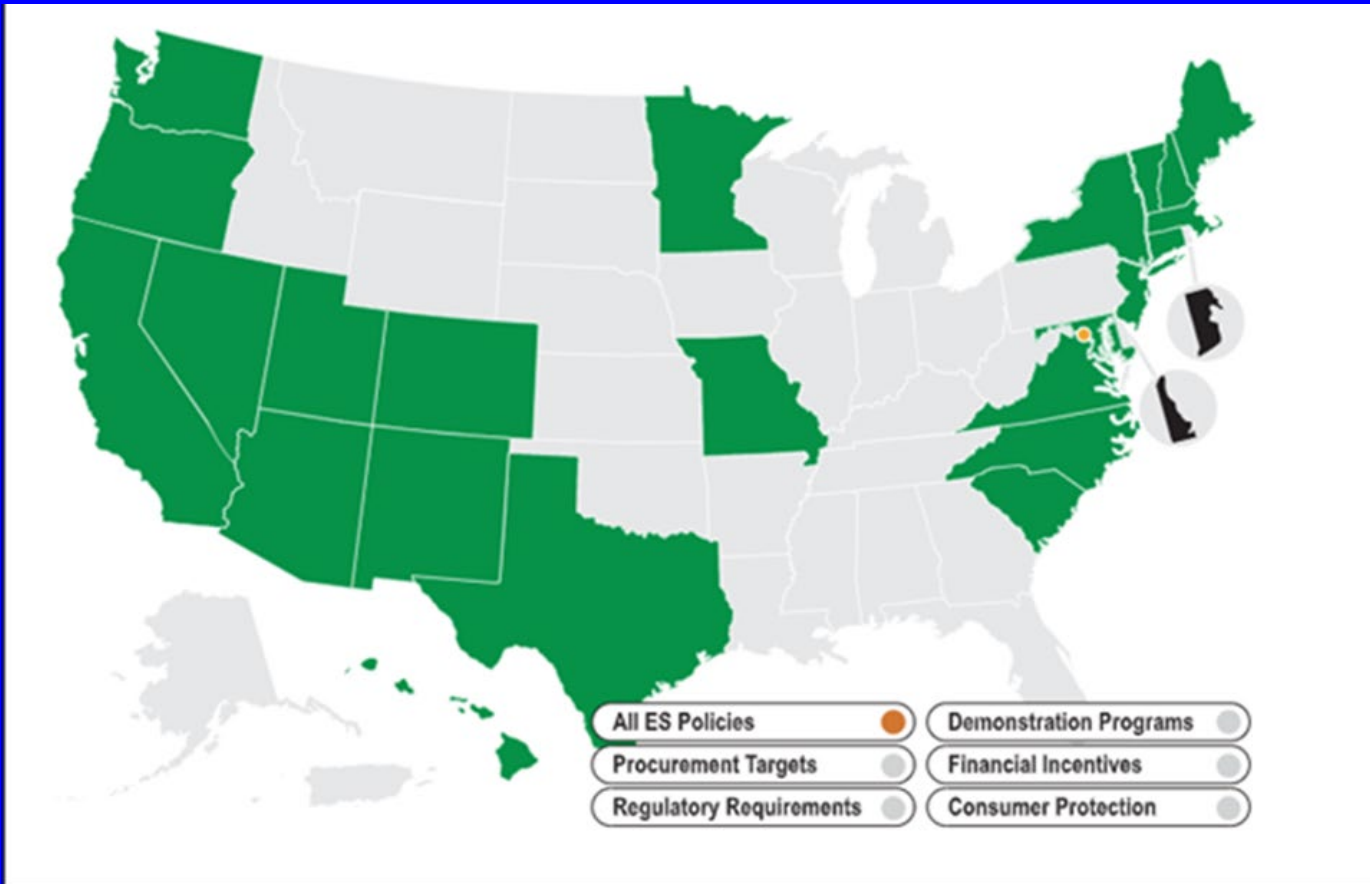 All ES Policies
Demonstration Programs
Procurement Targets
Financial Incentives
Regulatory Requirements
Consumer Protection